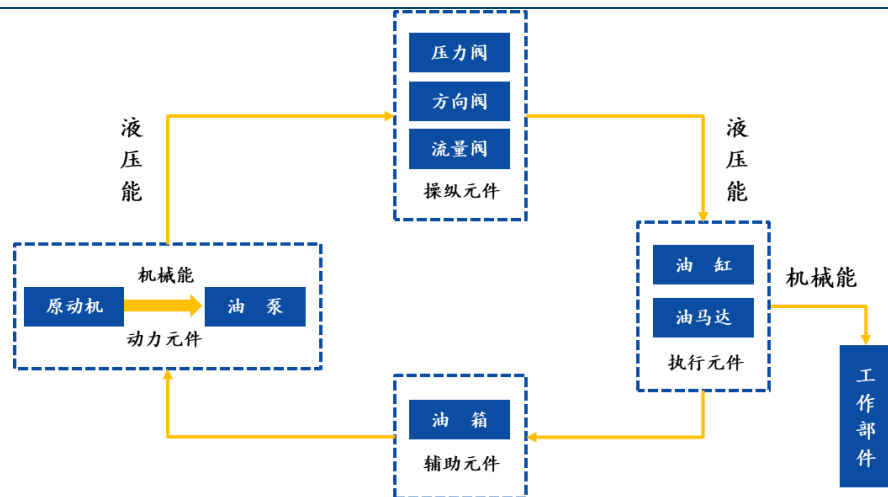 压力阀
方向阀
流量阀
操纵元件
液压能
液压能
机械能
原动机
油 泵
动力元件
油 缸
油马达
执行元件
机械能
工作部件
油 箱
辅助元件